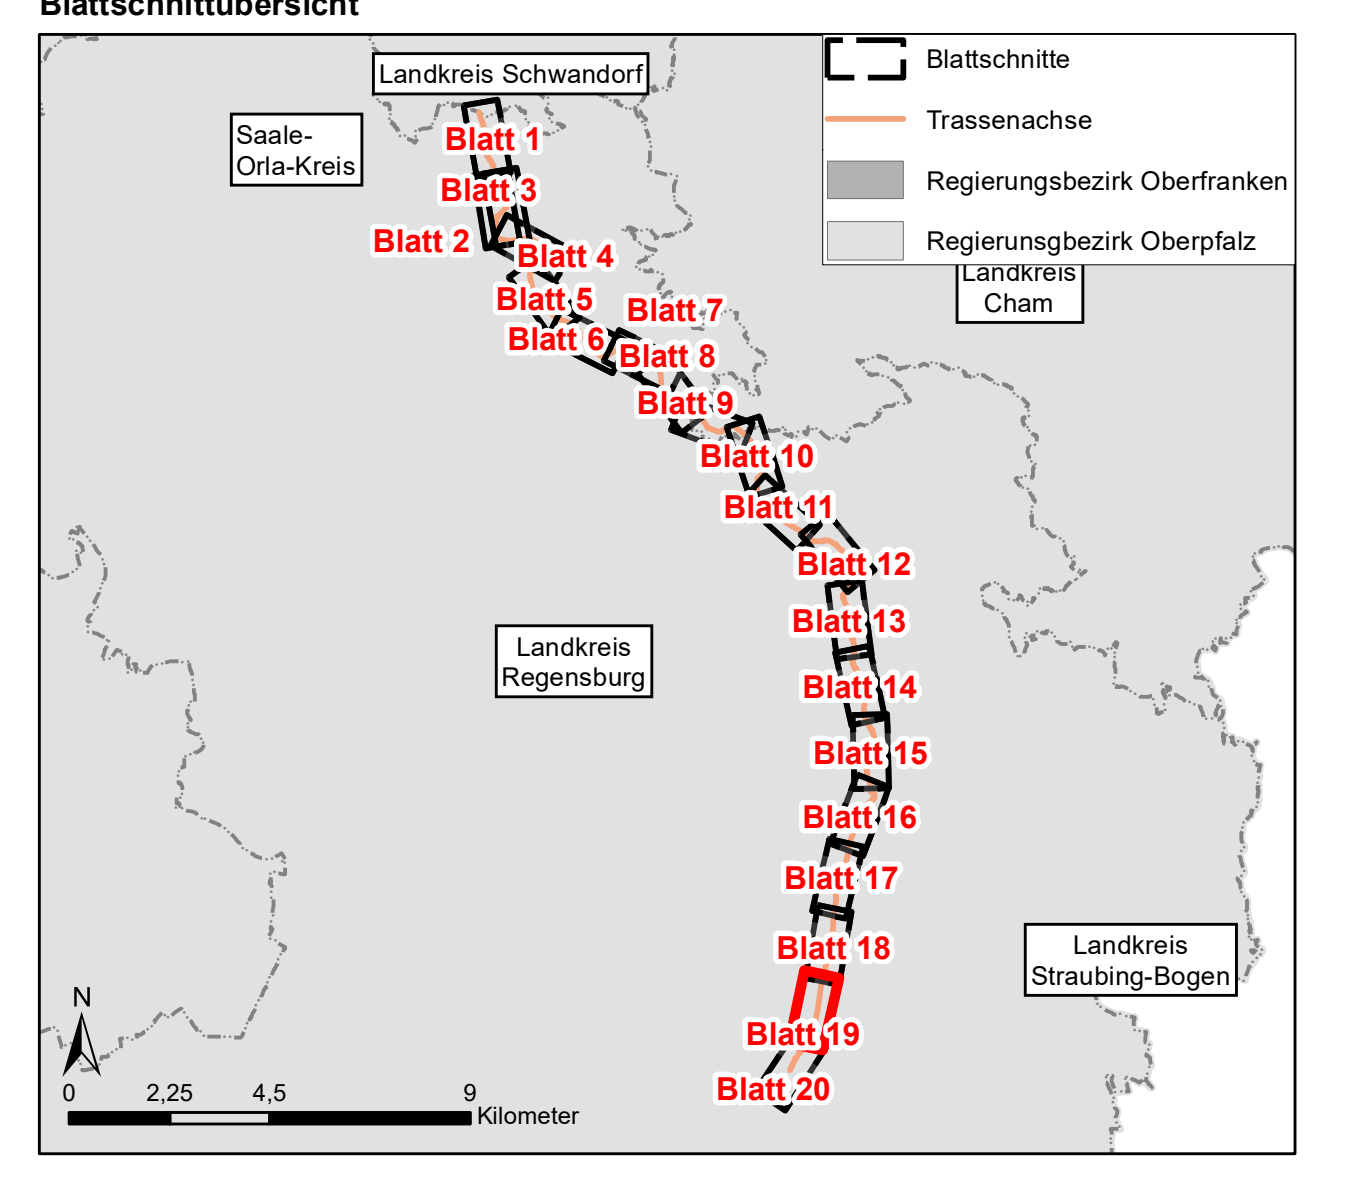 Blattschnittübersicht
Landkreis Schwandorf
Blattschnitte
Trassenachse
Regierungsbezirk Oberfranken
Regierunsgbezirk Oberpfalz
Saale-
Orla-Kreis
Landkreis
Cham
Blatt 1
Blatt 3
Blatt 2
Blatt 4
Blatt 5
Blatt 7
Blatt 6
Blatt 8
Blatt 9
Blatt 10
Blatt 11
Blatt 12
Blatt 13
Landkreis
Regensburg
Blatt 14
Blatt 15
Blatt 16
Blatt 17
Blatt 18
Landkreis
Straubing-Bogen
Blatt 19
Blatt 20
N
0 2,25 4,5 9
Kilometer